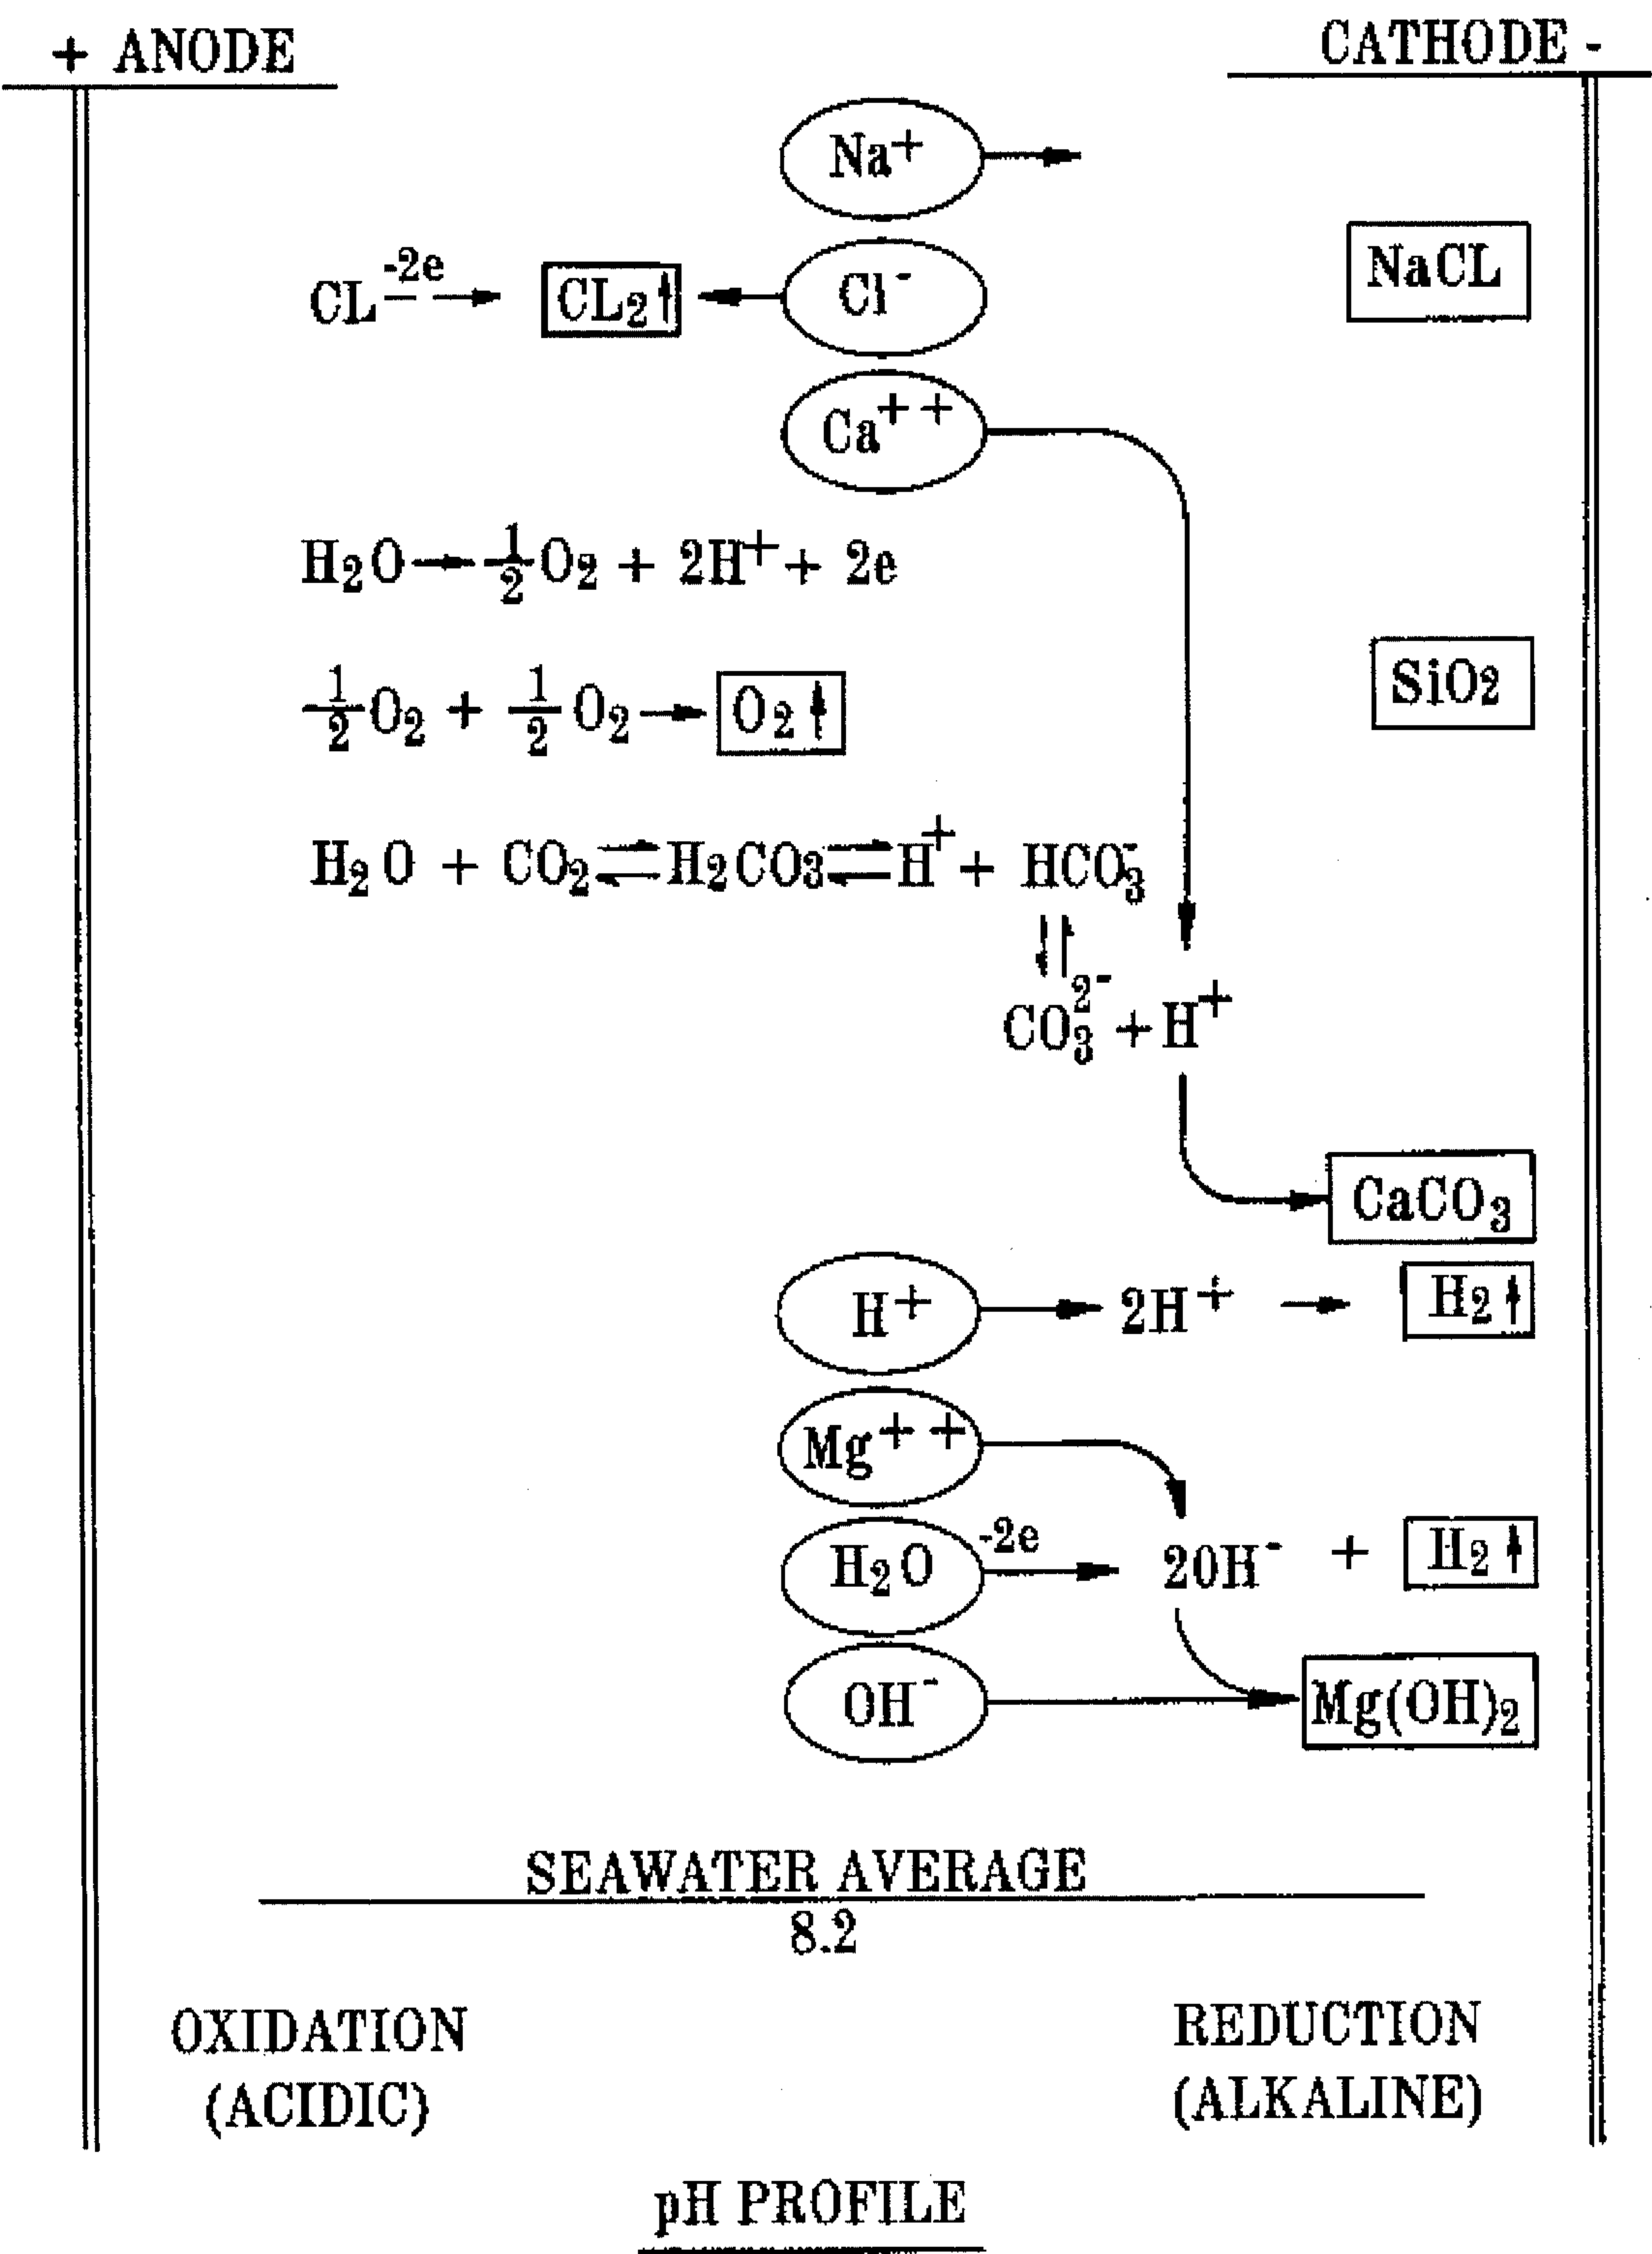 + ANODE
CATHODE -
Na+
CL- -2e → CL2↑ ← Cl-
NaCL
Ca++
H2O → 1/2 O2 + 2H+ + 2e
1/2 O2 + 1/2 O2 → O2↑
SiO2
H2O + CO2 ⇌ H2CO3 ⇌ H+ + HCO3-
CO3 2- + H+
CaCO3
H+ → 2H+ → H2↑
Mg++
H2O -2e → 2OH- + H2↑
OH- → Mg(OH)2
SEAWATER AVERAGE
8.2
OXIDATION
(ACIDIC)
REDUCTION
(ALKALINE)
pH PROFILE